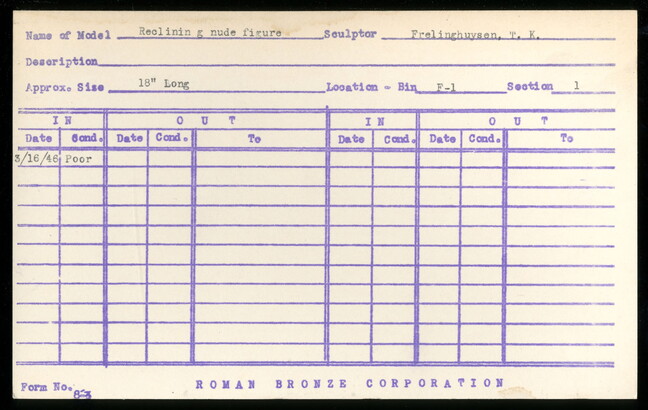 Name of Model Reclinin g nude figure Sculptor Frelinghuysen, T. K.
Description
Approx. Size 18" Long Location - Bin F-1 Section 1
IN OUT IN OUT
Date Cond. Date Cond. To Date Cond. Date Cond. To
3/16/46 Poor
Form No. 8-3 ROMAN BRONZE CORPORATION